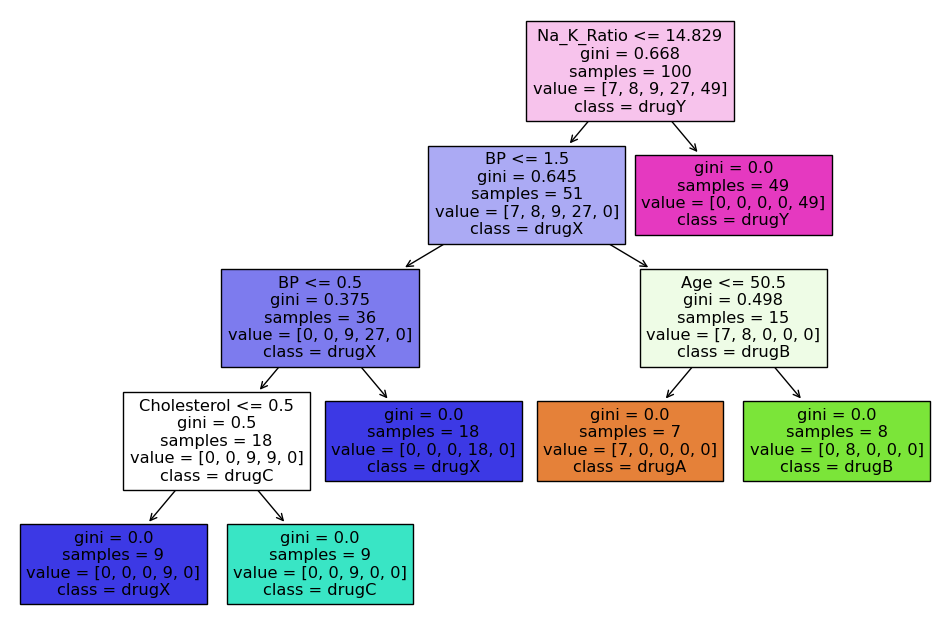 Na_K_Ratio <= 14.829
gini = 0.668
samples = 100
value = [7, 8, 9, 27, 49]
class = drugY
BP <= 1.5
gini = 0.645
samples = 51
value = [7, 8, 9, 27, 0]
class = drugX
gini = 0.0
samples = 49
value = [0, 0, 0, 0, 49]
class = drugY
BP <= 0.5
gini = 0.375
samples = 36
value = [0, 0, 9, 27, 0]
class = drugX
Age <= 50.5
gini = 0.498
samples = 15
value = [7, 8, 0, 0, 0]
class = drugB
Cholesterol <= 0.5
gini = 0.5
samples = 18
value = [0, 0, 9, 9, 0]
class = drugC
gini = 0.0
samples = 18
value = [0, 0, 0, 18, 0]
class = drugX
gini = 0.0
samples = 7
value = [7, 0, 0, 0, 0]
class = drugA
gini = 0.0
samples = 8
value = [0, 8, 0, 0, 0]
class = drugB
gini = 0.0
samples = 9
value = [0, 0, 0, 9, 0]
class = drugX
gini = 0.0
samples = 9
value = [0, 0, 9, 0, 0]
class = drugC